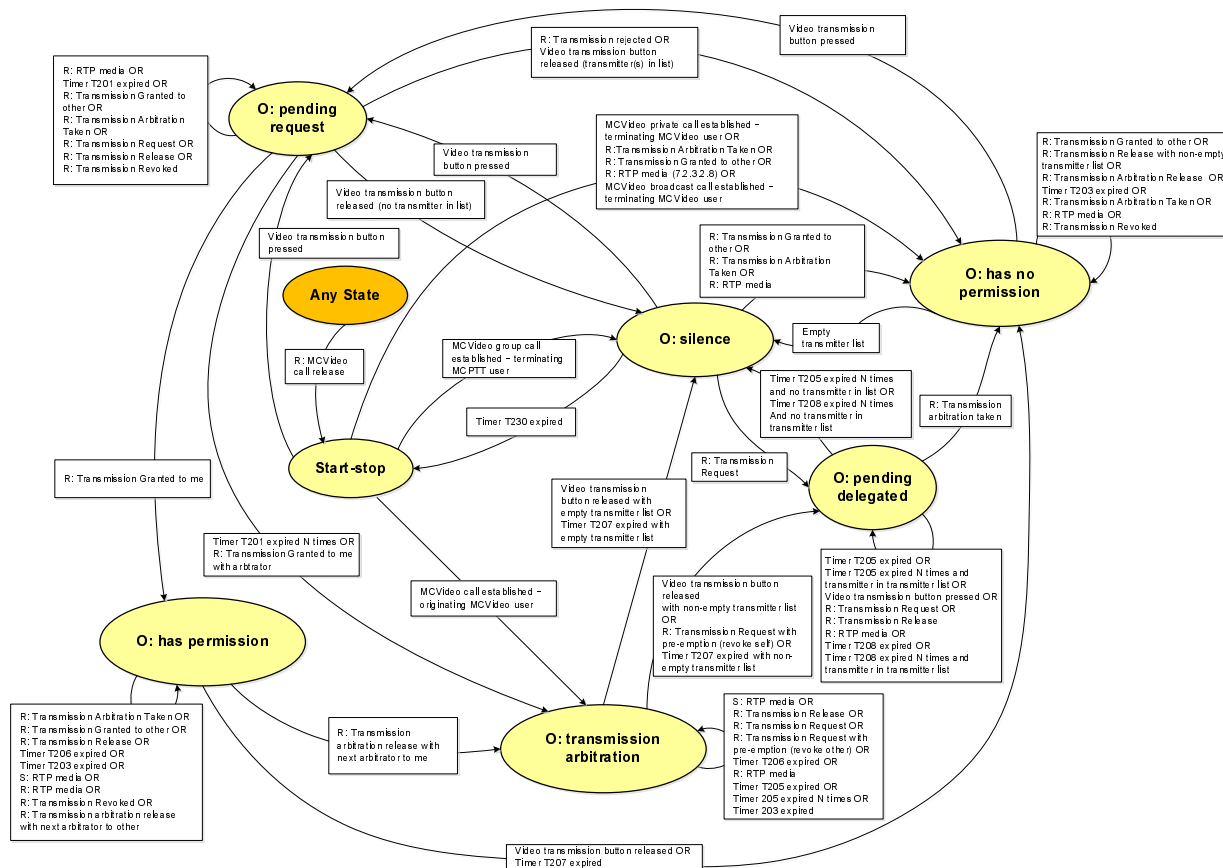 Video transmission
button pressed
R: Transmission rejected OR
Video transmission button
released (transmitter(s) in list)
R: RTP media OR
Timer T201 expired OR
R: Transmission Granted to
other OR
R: Transmission Arbitration
Taken OR
R: Transmission Request OR
R: Transmission Release OR
R: Transmission Revoked
O: pending
request
MCVideo private call established –
terminating MCVideo user OR
R:Transmission Arbitration Taken OR
R: Transmission Granted to other OR
R: RTP media (7.2.3.2.8) OR
MCVideo broadcast call established –
terminating MCVideo user
Video transmission
button pressed
R: Transmission Granted to other OR
R: Transmission Release with non-empty
transmitter list OR
R: Transmission Arbitration Release OR
Timer T203 expired OR
R: Transmission Arbitration Taken OR
R: RTP media OR
R: Transmission Revoked
Video transmission button
released (no transmitter in list)
Video transmission button
pressed
R: Transmission Granted to
other OR
R: Transmission Arbitration
Taken OR
R: RTP media
O: has no
permission
Any State
O: silence
Empty
transmitter list
R: MCVideo
call release
MCVideo group call
established – terminating
MCPTT user
Timer T205 expired N times
and no transmitter in list OR
Timer T208 expired N times
And no transmitter in
transmitter list
R: Transmission
arbitration taken
Timer T230 expired
Start-stop
R: Transmission
Request
O: pending
delegated
R: Transmission Granted to me
Video transmission
button released with
empty transmitter list OR
Timer T207 expired with
empty transmitter list
Timer T201 expired N times OR
R: Transmission Granted to me
with arbtrator
MCVideo call established –
originating MCVideo user
Video transmission button
released
with non-empty transmitter list
OR
R: Transmission Request with
pre-emption (revoke self) OR
Timer T207 expired with non-
empty transmitter list
Timer T205 expired OR
Timer T205 expired N times and
transmitter in transmitter list OR
Video transmission button pressed OR
R: Transmission Request OR
R: Transmission Release
R: RTP media OR
Timer T208 expired OR
Timer T208 expired N times and
transmitter in transmitter list
O: has permission
R: Transmission Arbitration Taken OR
R: Transmission Granted to other OR
R: Transmission Release OR
Timer T206 expired OR
Timer T203 expired OR
S: RTP media OR
R: RTP media OR
R: Transmission Revoked OR
R: Transmission arbitration release
with next arbitrator to other
R: Transmission
arbitration release with
next arbitrator to me
O: transmission
arbitration
S: RTP media OR
R: Transmission Release OR
R: Transmission Request OR
R: Transmission Request with
pre-emption (revoke other) OR
Timer T206 expired OR
R: RTP media
Timer T205 expired OR
Timer 205 expired N times OR
Timer 203 expired
Video transmission button released OR
Timer T207 expired